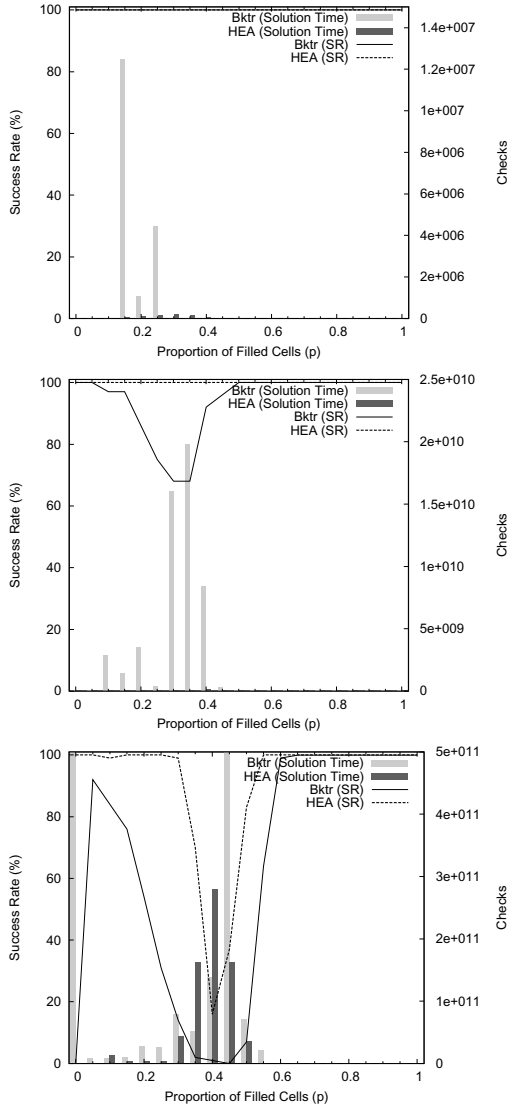 Success Rate (%)
100
80
60
40
20
0
Bktr (Solution Time)
HEA (Solution Time)
Bktr (SR)
HEA (SR)
1.4e+007
1.2e+007
1e+007
8e+006
6e+006
4e+006
2e+006
0
Checks
0 0.2 0.4 0.6 0.8 1
Proportion of Filled Cells (p)
Success Rate (%)
100
80
60
40
20
0
Bktr (Solution Time)
HEA (Solution Time)
Bktr (SR)
HEA (SR)
2.5e+010
2e+010
1.5e+010
1e+010
5e+009
0
Checks
0 0.2 0.4 0.6 0.8 1
Proportion of Filled Cells (p)
Success Rate (%)
100
80
60
40
20
0
Bktr (Solution Time)
HEA (Solution Time)
Bktr (SR)
HEA (SR)
5e+011
4e+011
3e+011
2e+011
1e+011
0
Checks
0 0.2 0.4 0.6 0.8 1
Proportion of Filled Cells (p)